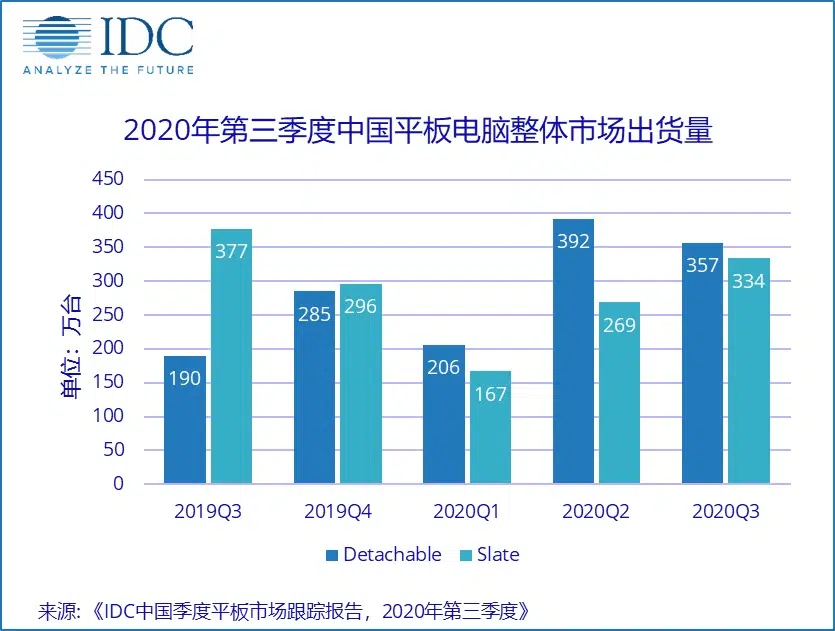 IDC
ANALYZE THE FUTURE
2020年第三季度中国平板电脑整体市场出货量
450
400
350
300
250
200
150
100
50
0
单位：万台
190
377
285
296
206
167
392
269
357
334
2019Q3 2019Q4 2020Q1 2020Q2 2020Q3
Detachable Slate
来源:《IDC中国季度平板市场跟踪报告，2020年第三季度》